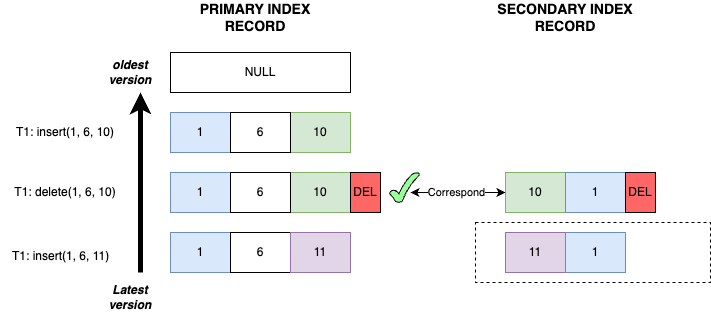 PRIMARY INDEX
RECORD
SECONDARY INDEX
RECORD
oldest
version
NULL
T1: insert(1, 6, 10)
1 6 10
T1: delete(1, 6, 10)
1 6 10 DEL
Correspond
10 1 DEL
T1: insert(1, 6, 11)
1 6 11
11 1
Latest
version